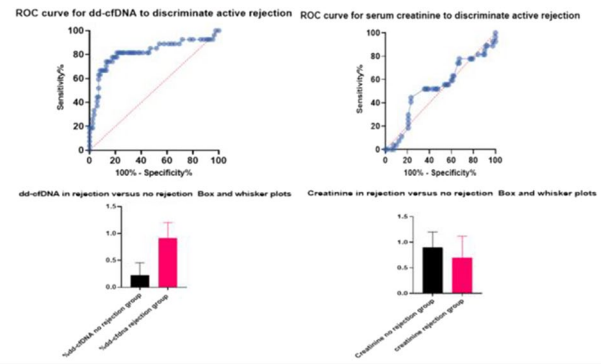 ROC curve for dd-cfDNA to discriminate active rejection
100
80
60
40
20
0
Sensitivity%
0 20 40 60 80 100
100% - Specificity%
ROC curve for serum creatinine to discriminate active rejection
100
80
60
40
20
0
Sensitivity%
0 20 40 60 80 100
100% - Specificity%
dd-cfDNA in rejection versus no rejection Box and whisker plots
1.5
1.0
0.5
0.0
%dd-cfDNA no rejection group
%dd-cfdna rejection group
Creatinine in rejection versus no rejection Box and whisker plots
1.5
1.0
0.5
0.0
Creatinine no rejection group
creatinine rejection group